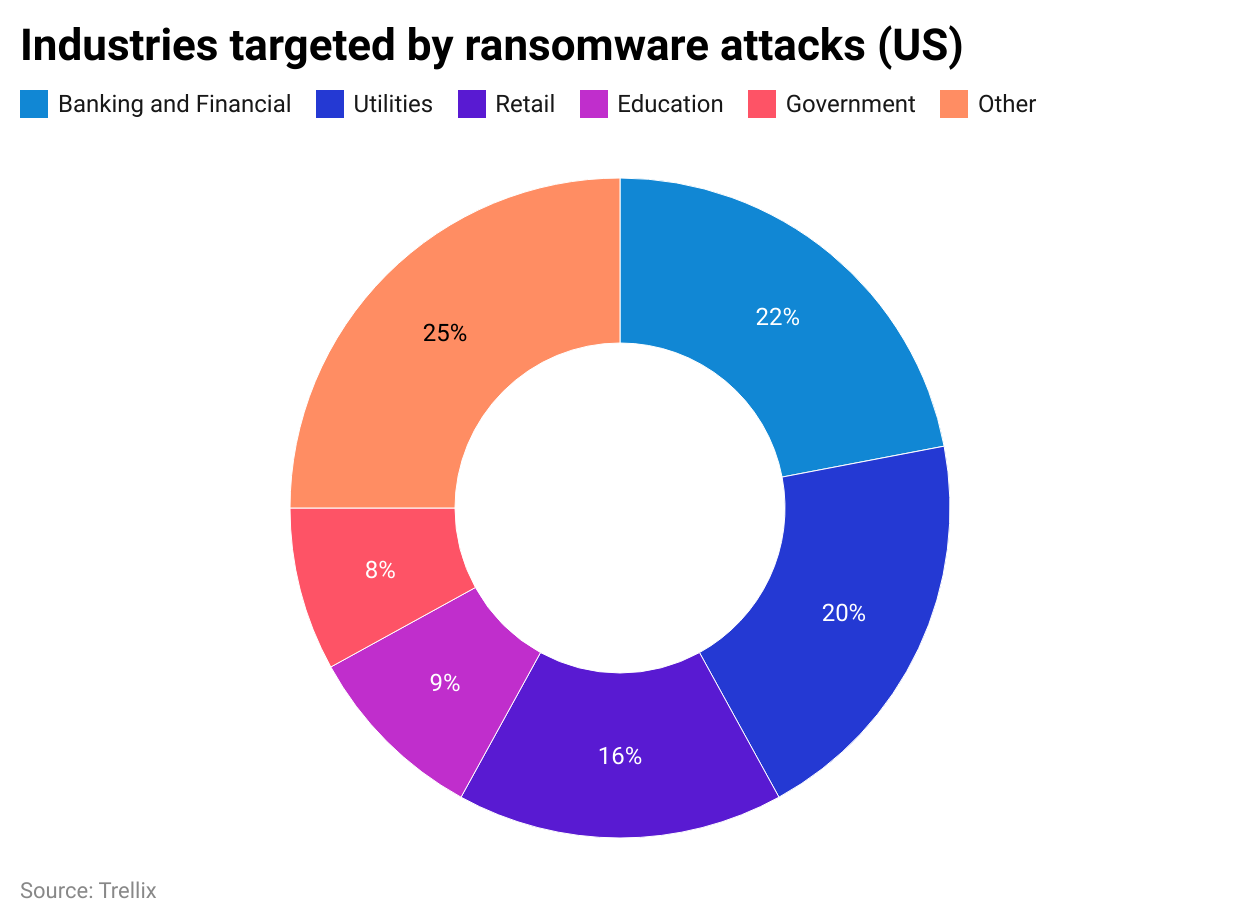 Industries targeted by ransomware attacks (US)
Banking and Financial Utilities Retail Education Government Other
25%
22%
8%
20%
9%
16%
Source: Trellix